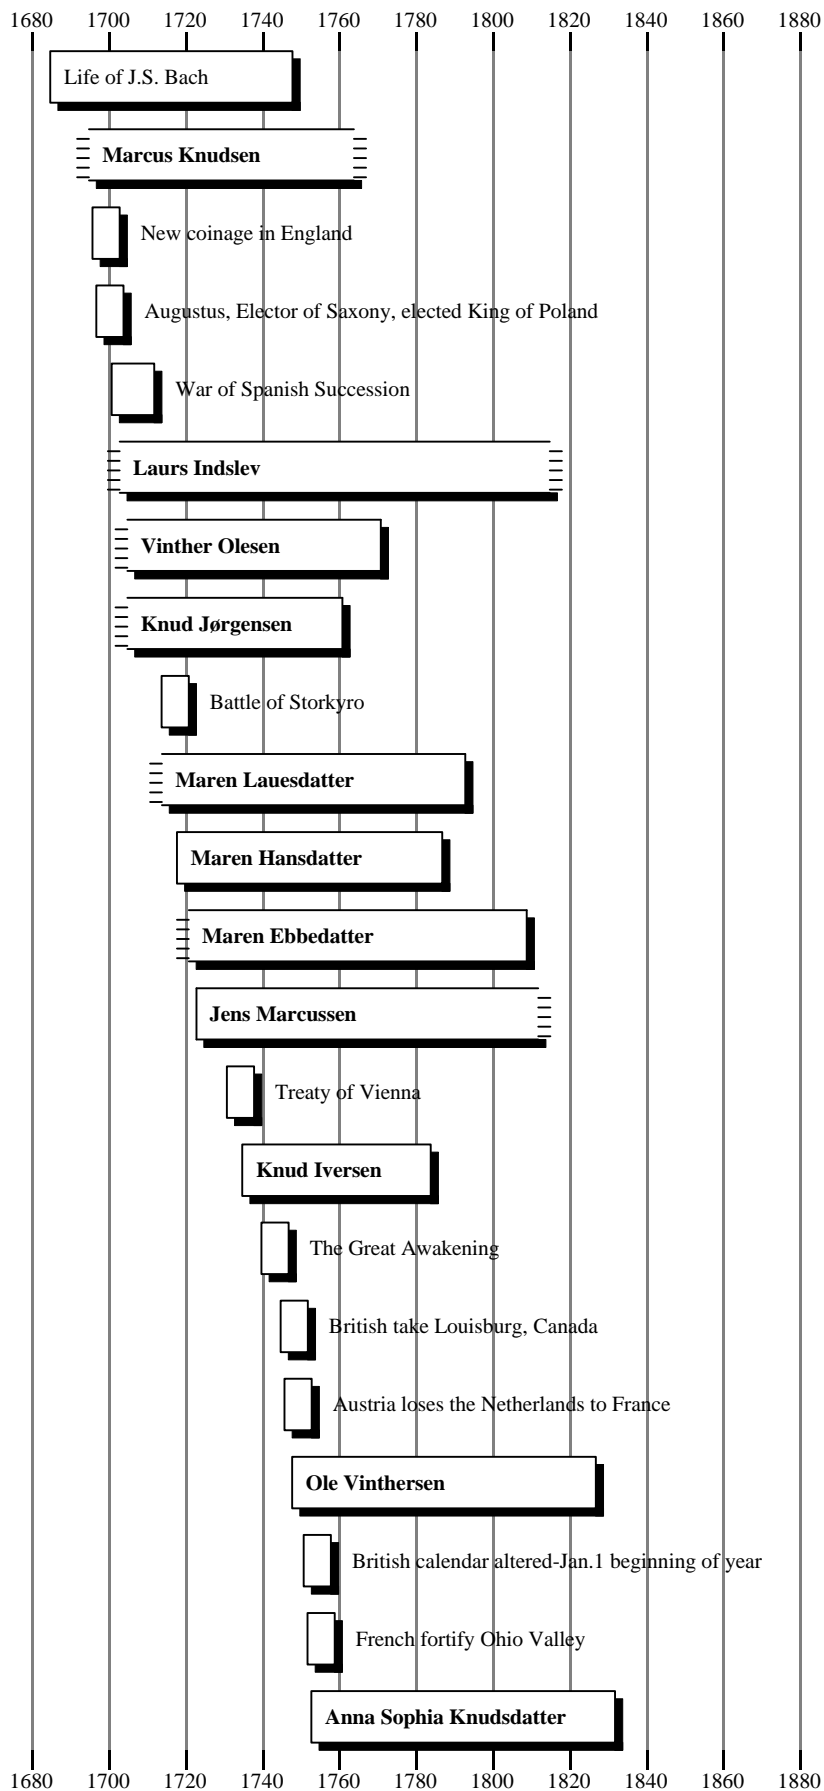 1680 1700 1720 1740 1760 1780 1800 1820 1840 1860 1880
Life of J.S. Bach
Marcus Knudsen
New coinage in England
Augustus, Elector of Saxony, elected King of Poland
War of Spanish Succession
Laurs Indslev
Vinther Olesen
Knud Jørgensen
Battle of Storkyro
Maren Lauesdatter
Maren Hansdatter
Maren Ebbedatter
Jens Marcussen
Treaty of Vienna
Knud Iversen
The Great Awakening
British take Louisburg, Canada
Austria loses the Netherlands to France
Ole Vinthersen
British calendar altered-Jan.1 beginning of year
French fortify Ohio Valley
Anna Sophia Knudsdatter
1680 1700 1720 1740 1760 1780 1800 1820 1840 1860 1880